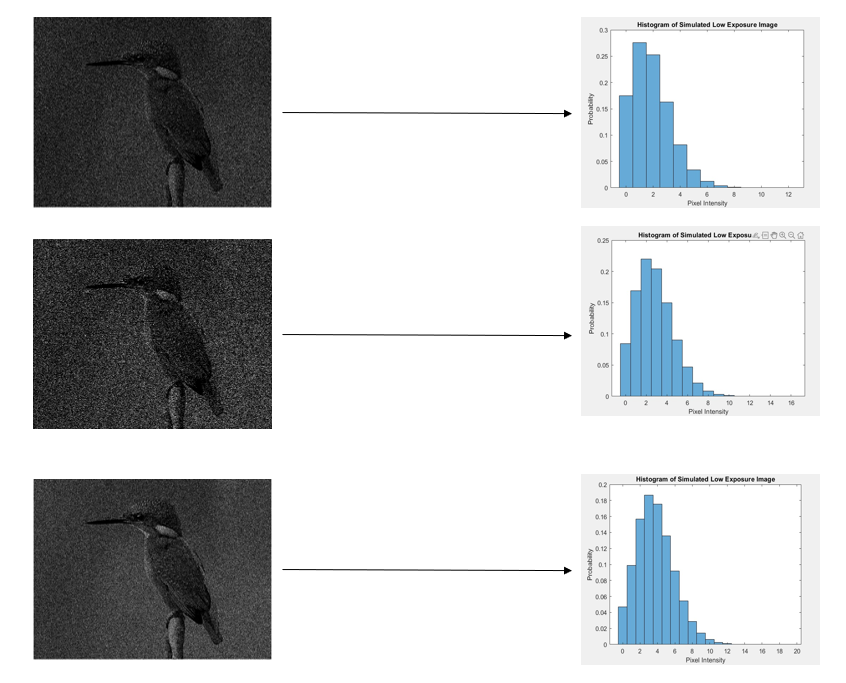 Histogram of Simulated Low Exposure Image
0.3
0.25
0.2
0.15
0.1
0.05
0
Probability
0 2 4 6 8 10 12
Pixel Intensity
Histogram of Simulated Low Exposu
0.25
0.2
0.15
0.1
0.05
0
Probability
0 2 4 6 8 10 12 14 16
Pixel Intensity
Histogram of Simulated Low Exposure Image
0.2
0.18
0.16
0.14
0.12
0.1
0.08
0.06
0.04
0.02
0
Probability
0 2 4 6 8 10 12 14 16 18 20
Pixel Intensity